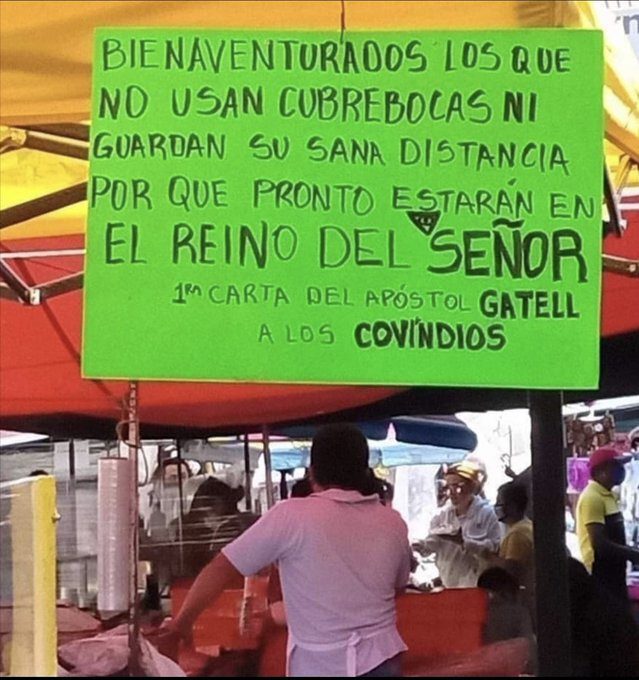 BIENAVENTURADOS LOS QUE
NO USAN CUBREBOCAS NI
GUARDAN SU SANA DISTANCIA
POR QUE PRONTO ESTARÁN EN
EL REINO DEL SEÑOR
1RA CARTA DEL APÓSTOL GATELL
A LOS COVÍNDIOS